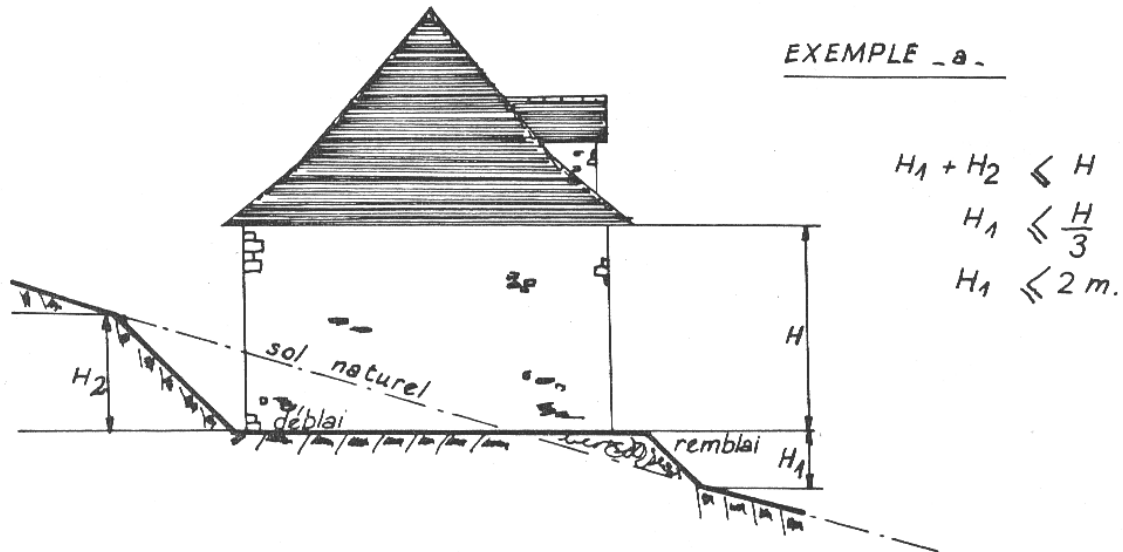 EXEMPLE _a_
H1 + H2 ⩽ H
H1 ⩽ H/3
H1 ⩽ 2 m.
sol naturel
H
H2
déblai
remblai
H1